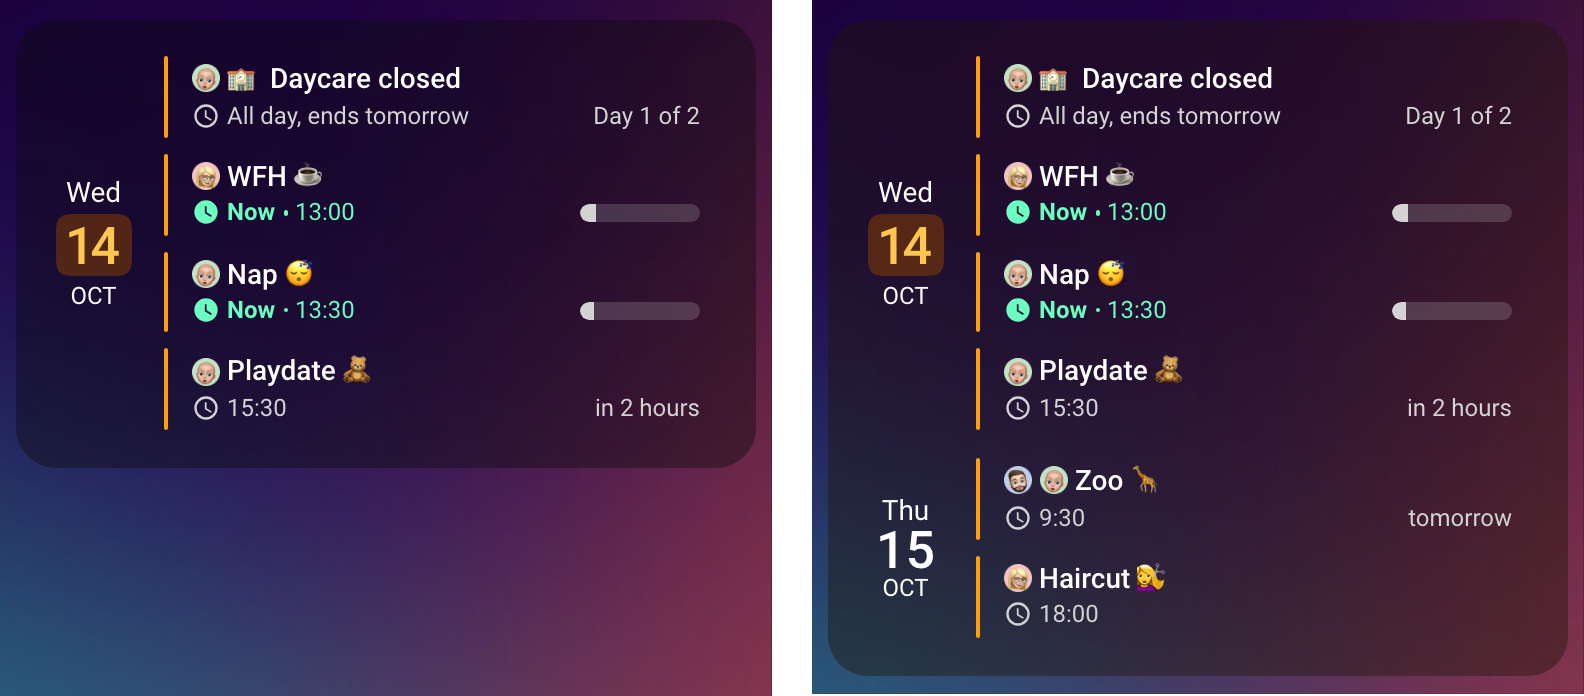 Wed
14
OCT
Daycare closed
All day, ends tomorrow Day 1 of 2
WFH
Now • 13:00
Nap
Now • 13:30
Playdate
15:30 in 2 hours
Wed
14
OCT
Daycare closed
All day, ends tomorrow Day 1 of 2
WFH
Now • 13:00
Nap
Now • 13:30
Playdate
15:30 in 2 hours
Thu
15
OCT
Zoo
9:30 tomorrow
Haircut
18:00